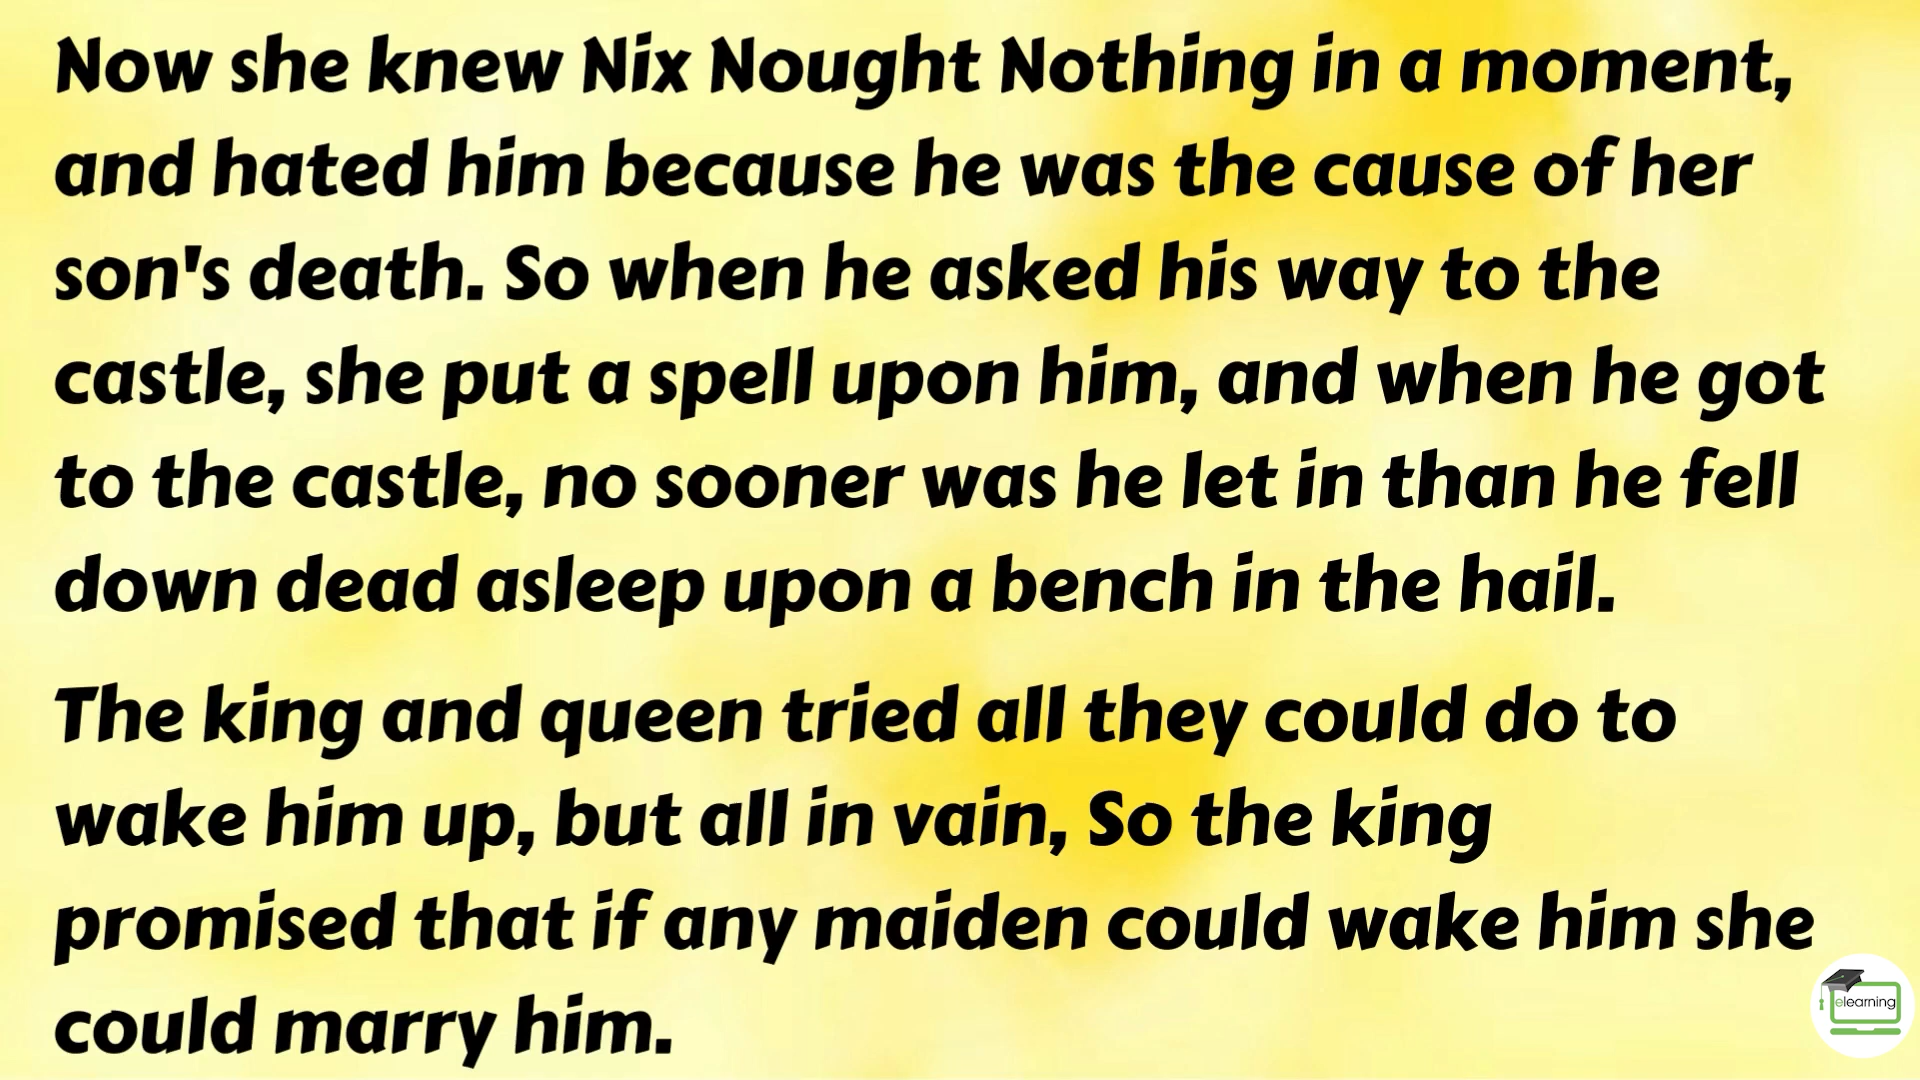 Now she knew Nix Nought Nothing in a moment,
and hated him because he was the cause of her
son's death. So when he asked his way to the
castle, she put a spell upon him, and when he got
to the castle, no sooner was he let in than he fell
down dead asleep upon a bench in the hail.
The king and queen tried all they could do to
wake him up, but all in vain, So the king
promised that if any maiden could wake him she
could marry him.
elearning